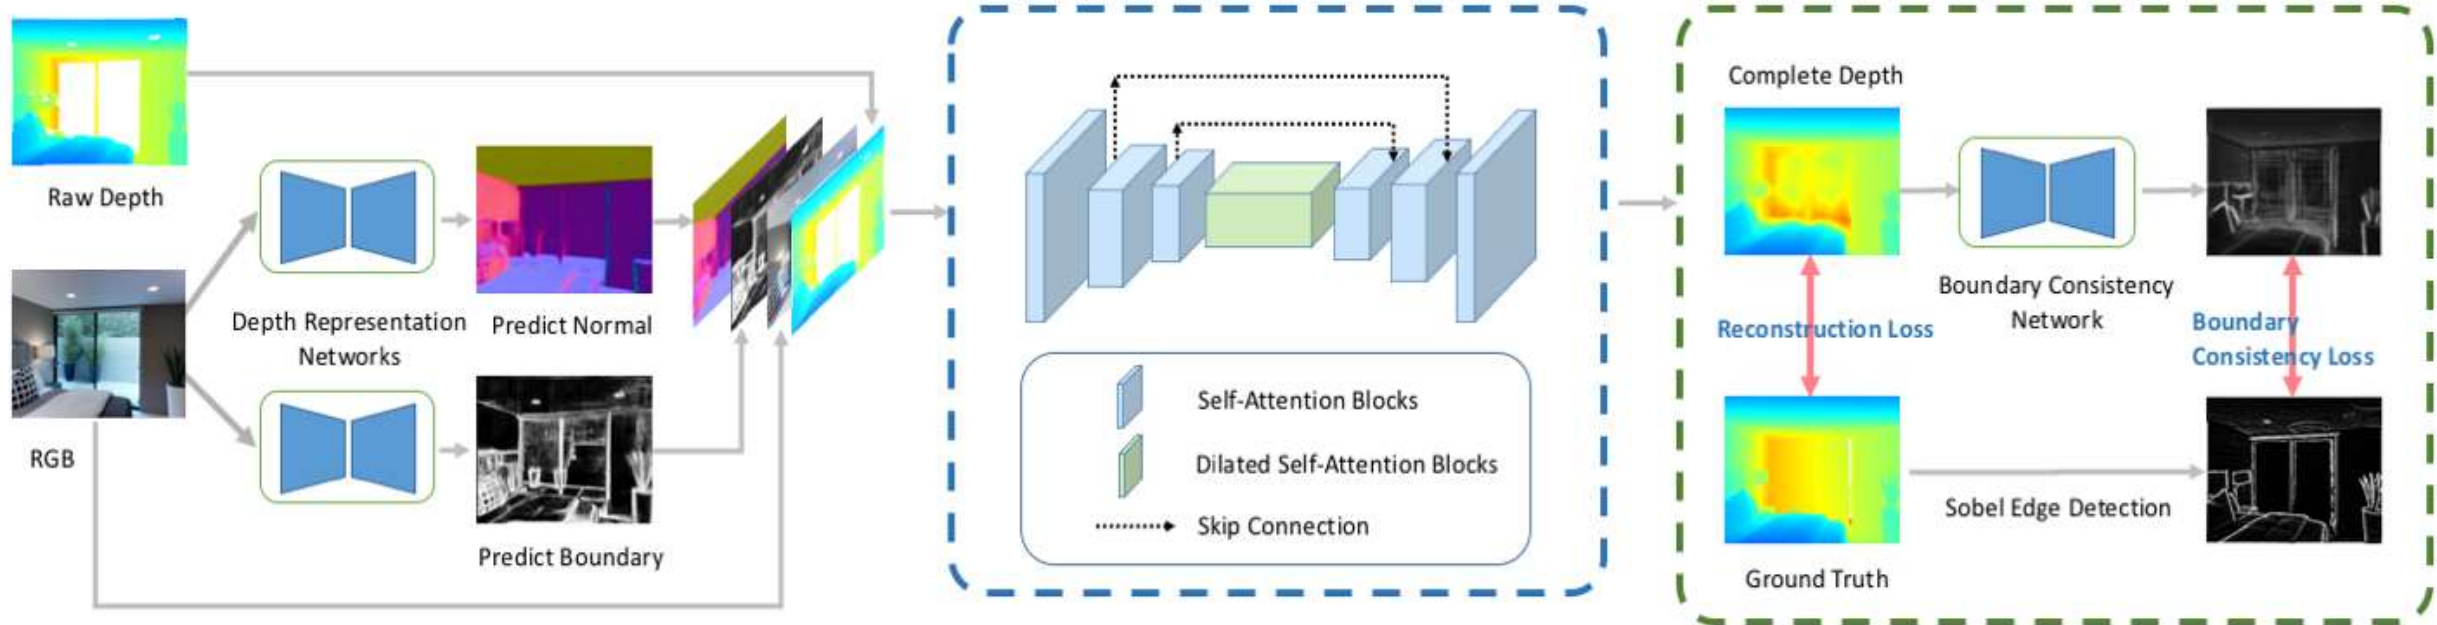 Raw Depth
RGB
Depth Representation
Networks
Predict Normal
Predict Boundary
Self-Attention Blocks
Dilated Self-Attention Blocks
Skip Connection
Complete Depth
Boundary Consistency
Network
Reconstruction Loss
Boundary
Consistency Loss
Sobel Edge Detection
Ground Truth